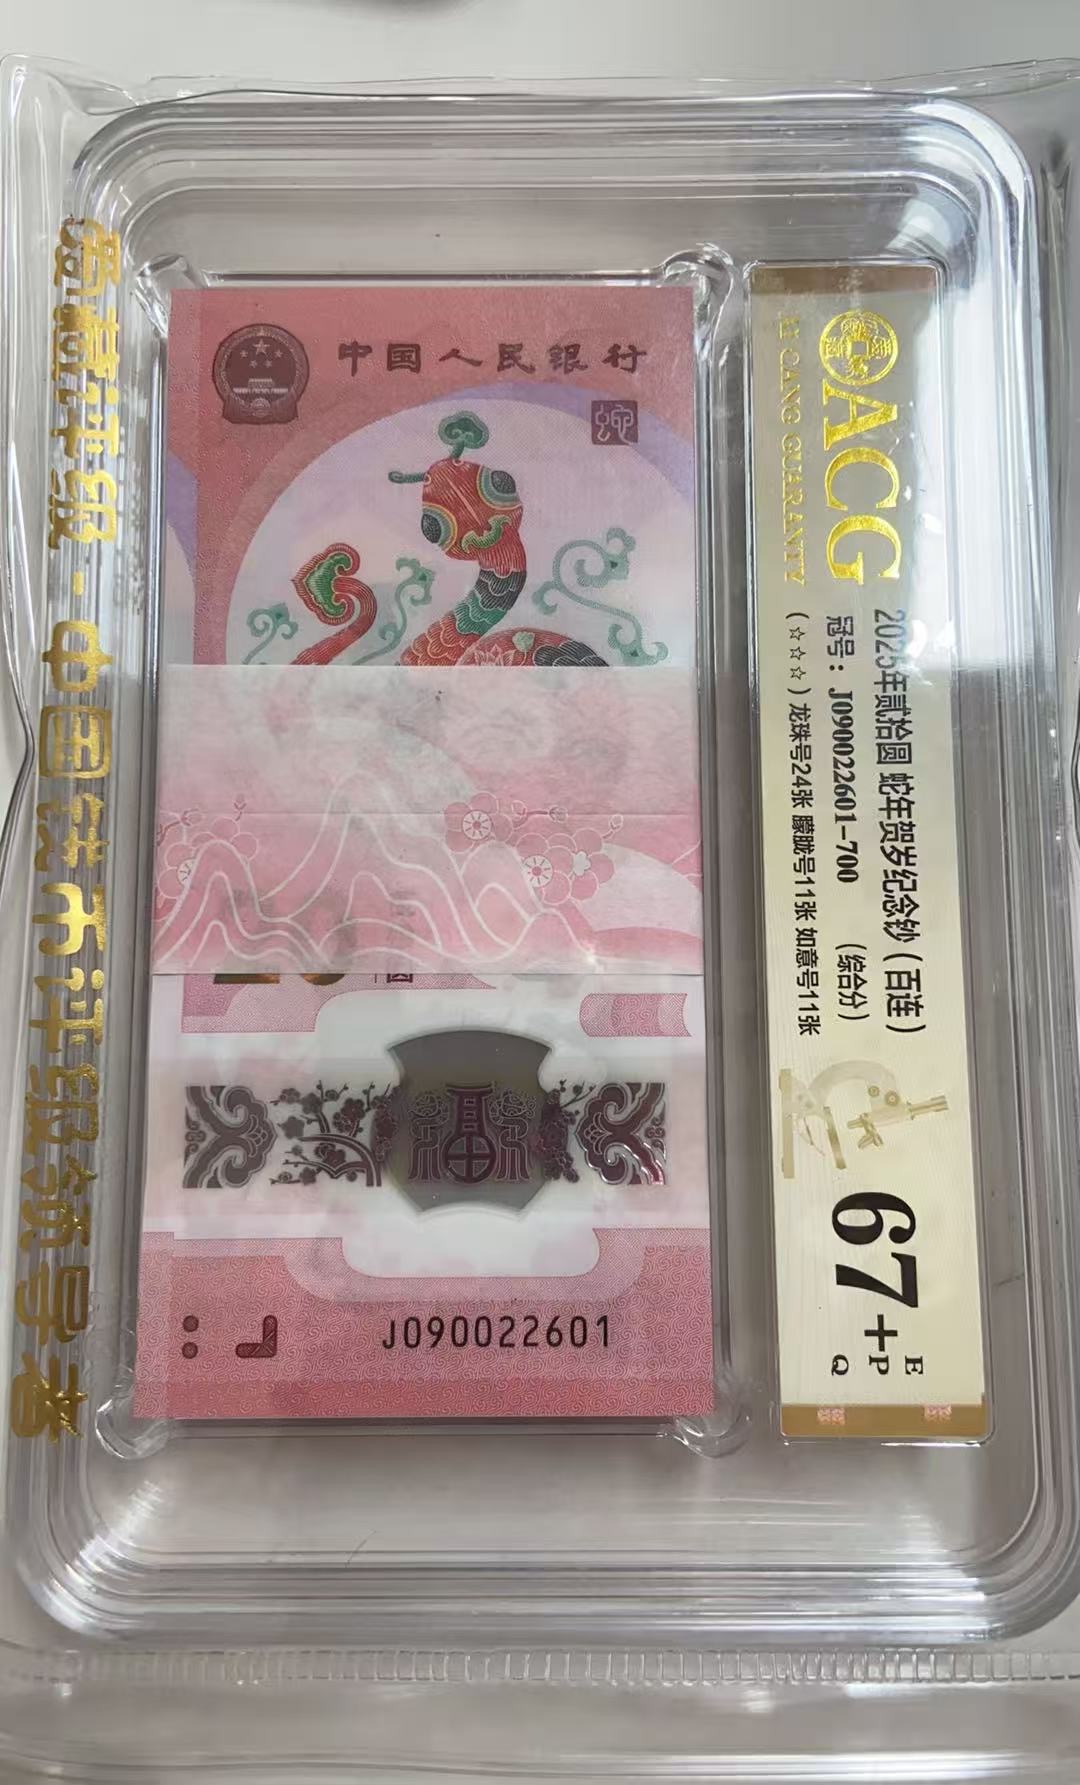 中国人民银行
蛇
J090022601
ACG
AI CANG GUARANTY
2025年贰拾圆 蛇年贺岁纪念钞（百连）
冠号：J090022601-700 （综合分）
（☆☆☆）龙珠号24张 朦胧号11张 如意号11张
67+
E
P
Q
爱藏评级-中国钱币评级领导者